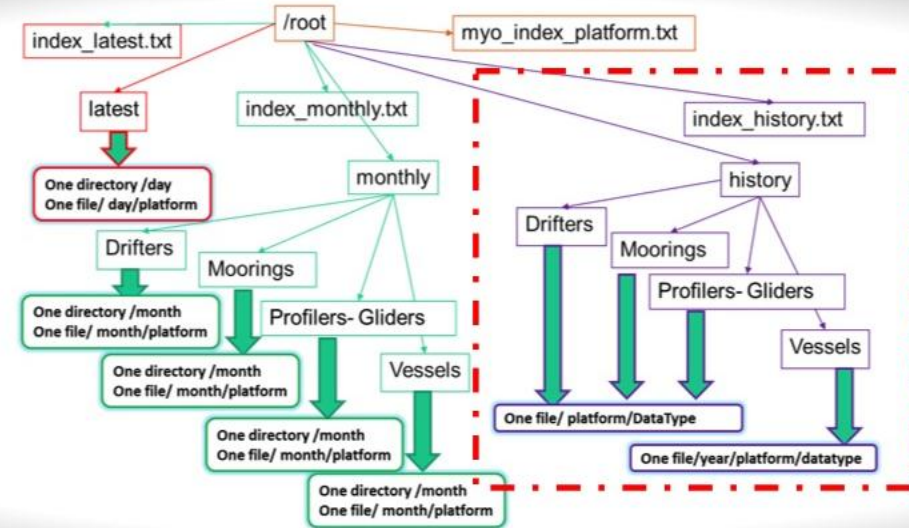 /root
index_latest.txt
myo_index_platform.txt
latest
index_monthly.txt
index_history.txt
One directory /day
One file/ day/platform
monthly
history
Drifters
Moorings
Profilers- Gliders
Vessels
One directory /month
One file/ month/platform
One directory /month
One file/ month/platform
One directory /month
One file/ month/platform
One directory /month
One file/ month/platform
Drifters
Moorings
Profilers- Gliders
Vessels
One file/ platform/DataType
One file/year/platform/datatype